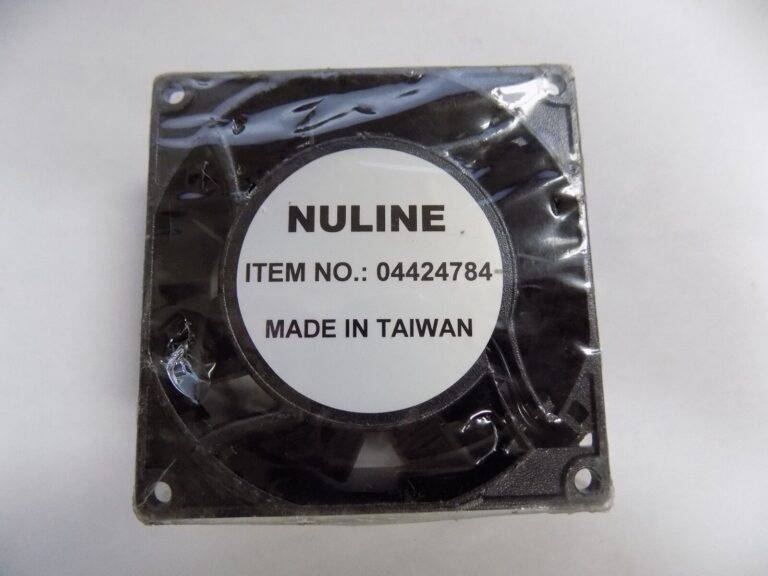 NULINE
ITEM NO.: 04424784
MADE IN TAIWAN